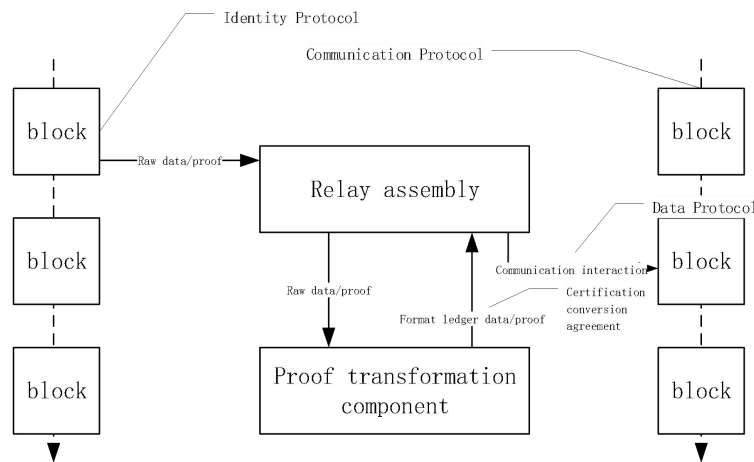 Identity Protocol
Communication Protocol
block
block
Raw data/proof
Relay assembly
Data Protocol
block
block
Communication interaction
Raw data/proof
Format ledger data/proof
Certification
conversion
agreement
block
Proof transformation
component
block